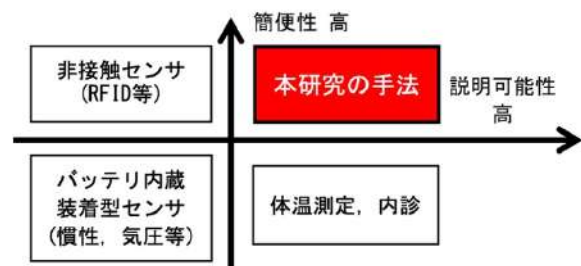 簡便性 高
非接触センサ
(RFID等)
本研究の手法
説明可能性
高
バッテリ内蔵
装着型センサ
(慣性, 気圧等)
体温測定, 内診